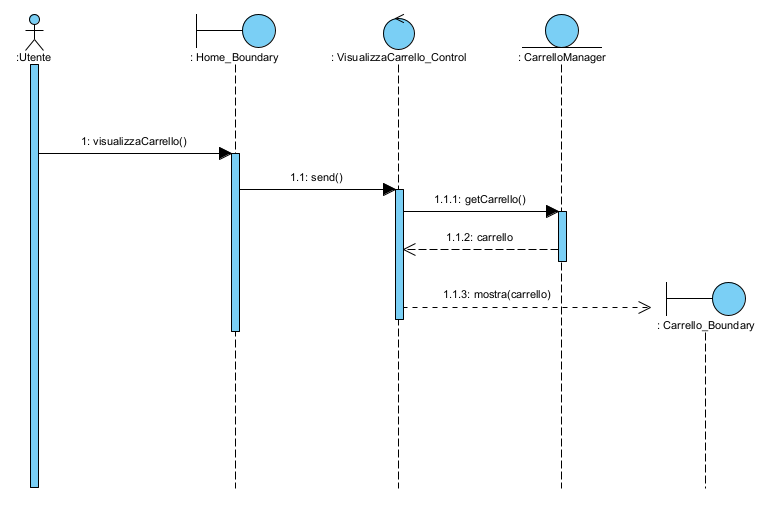 :Utente
: Home_Boundary
: VisualizzaCarrello_Control
: CarrelloManager
1: visualizzaCarrello()
1.1: send()
1.1.1: getCarrello()
1.1.2: carrello
1.1.3: mostra(carrello)
: Carrello_Boundary